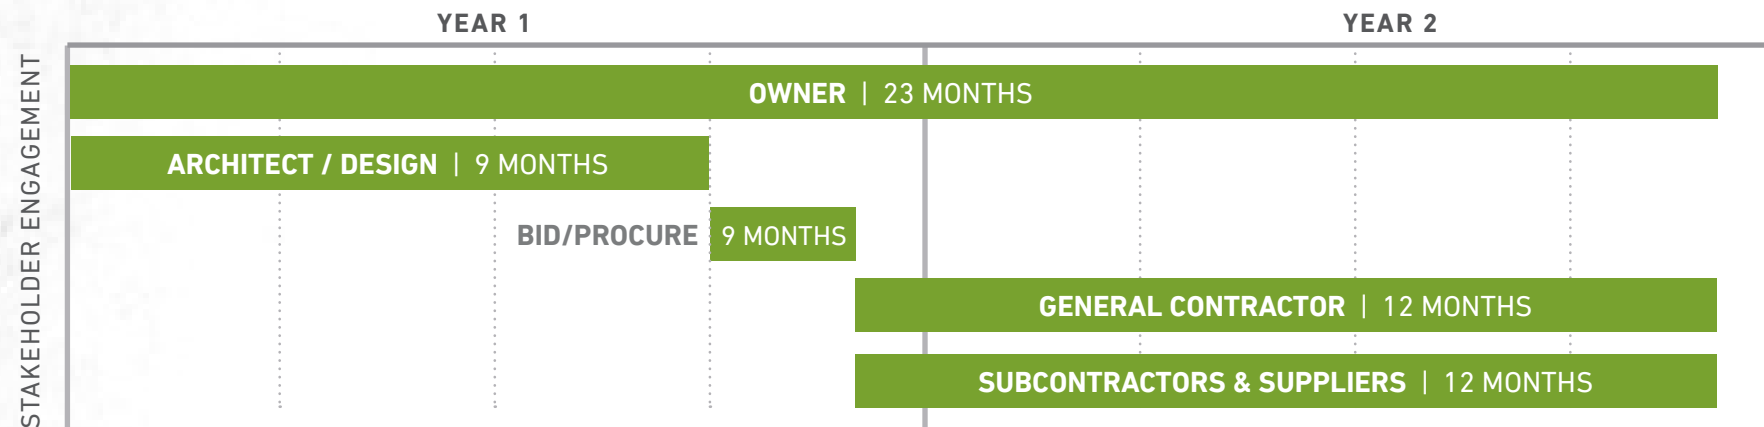 YEAR 1
YEAR 2
STAKEHOLDER ENGAGEMENT
OWNER | 23 MONTHS
ARCHITECT / DESIGN | 9 MONTHS
BID/PROCURE 9 MONTHS
GENERAL CONTRACTOR | 12 MONTHS
SUBCONTRACTORS & SUPPLIERS | 12 MONTHS